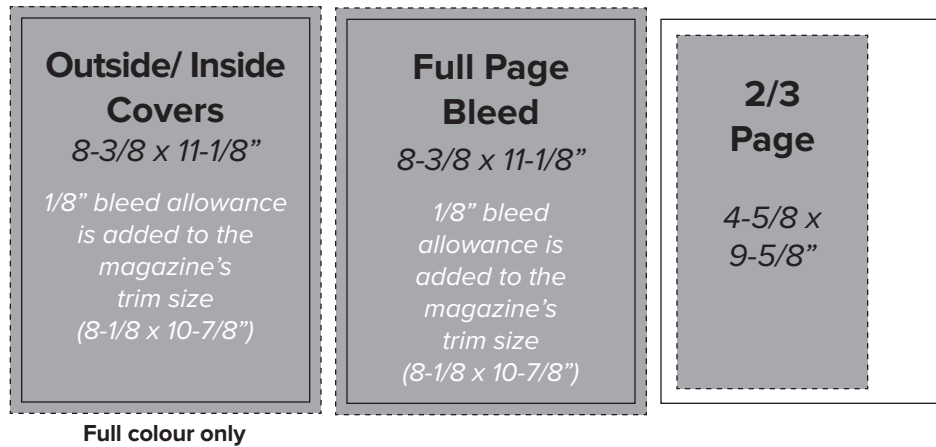 Outside/ Inside
Covers
8-3/8 x 11-1/8”
1/8” bleed allowance
is added to the
magazine’s
trim size
(8-1/8 x 10-7/8”)
Full colour only
Full Page
Bleed
8-3/8 x 11-1/8”
1/8” bleed
allowance is
added to the
magazine’s
trim size
(8-1/8 x 10-7/8”)
2/3
Page
4-5/8 x
9-5/8”